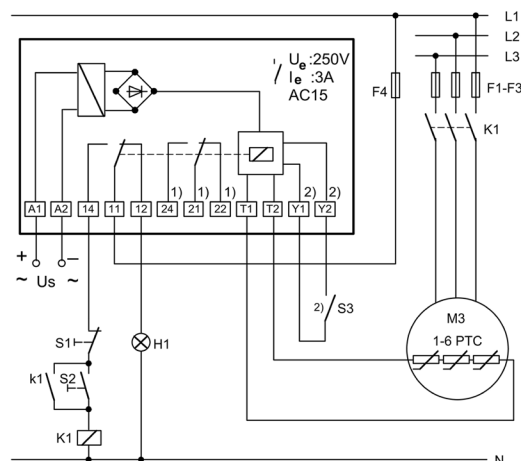 L1
L2
L3
Ue:250V
Ie:3A
AC15
F4
F1-F3
K1
1) 1) 1) 2) 2)
A1 A2 14 11 12 24 21 22 T1 T2 Y1 Y2
+ –
~ Us ~
2) S3
M3
1-6 PTC
S1
H1
k1 S2
K1
N